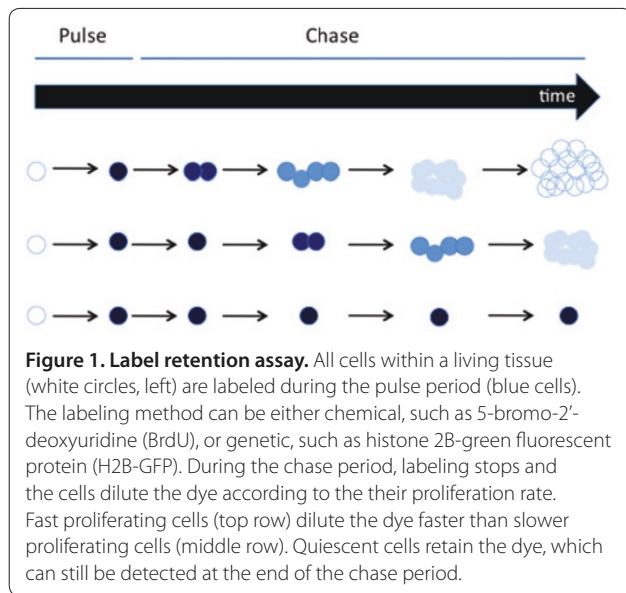 Pulse
Chase
time
Figure 1. Label retention assay. All cells within a living tissue
(white circles, left) are labeled during the pulse period (blue cells).
The labeling method can be either chemical, such as 5-bromo-2’-
deoxyuridine (BrdU), or genetic, such as histone 2B-green fluorescent
protein (H2B-GFP). During the chase period, labeling stops and
the cells dilute the dye according to the their proliferation rate.
Fast proliferating cells (top row) dilute the dye faster than slower
proliferating cells (middle row). Quiescent cells retain the dye, which
can still be detected at the end of the chase period.